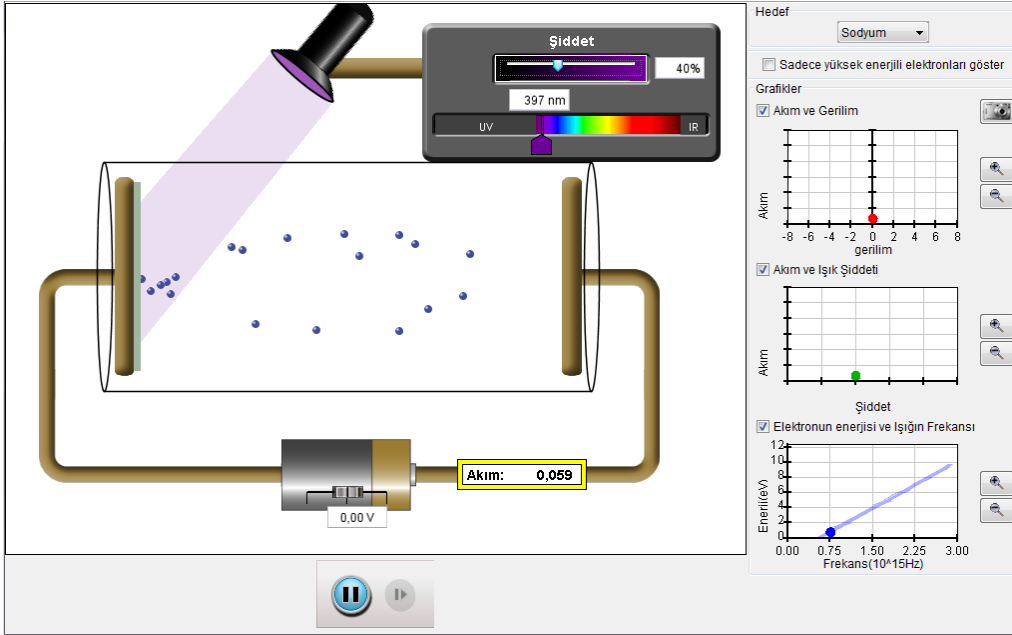 Şiddet
40%
397 nm
UV
IR
Akım: 0,059
0,00 V
Hedef
Sodyum
Sadece yüksek enerjili elektronları göster
Grafikler
Akım ve Gerilim
Akım
-8 -6 -4 -2 0 2 4 6 8
gerilim
Akım ve Işık Şiddeti
Akım
Şiddet
Elektronun enerjisi ve Işığın Frekansı
Enerji(eV)
12
10
8
6
4
2
0
0.00 0.75 1.50 2.25 3.00
Frekans(10^15Hz)